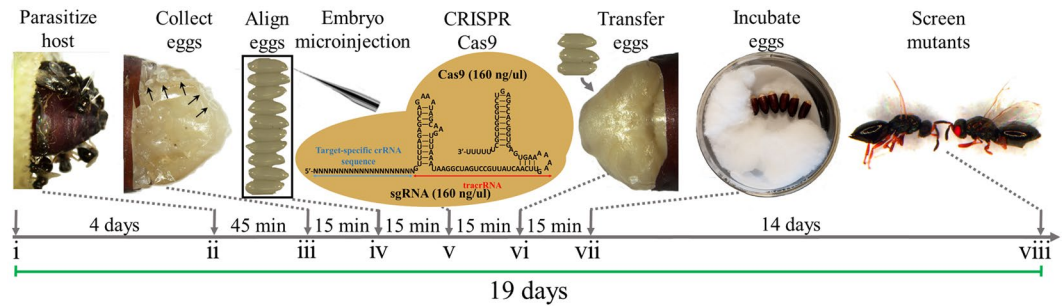 Parasitize
host
Collect
eggs
Align
eggs
Embryo
microinjection
CRISPR
Cas9
Transfer
eggs
Incubate
eggs
Screen
mutants
Cas9 (160 ng/ul)
3'-UUUUU
Target-specific crRNA
sequence
5'-NNNNNNNNNNNNNNNNNNNN
UAAGGCUAGUCCGUUAUCAACUU
tracrRNA
sgRNA (160 ng/ul)
4 days
45 min
15 min
15 min
15 min
15 min
14 days
i
ii
iii
iv
v
vi
vii
viii
19 days